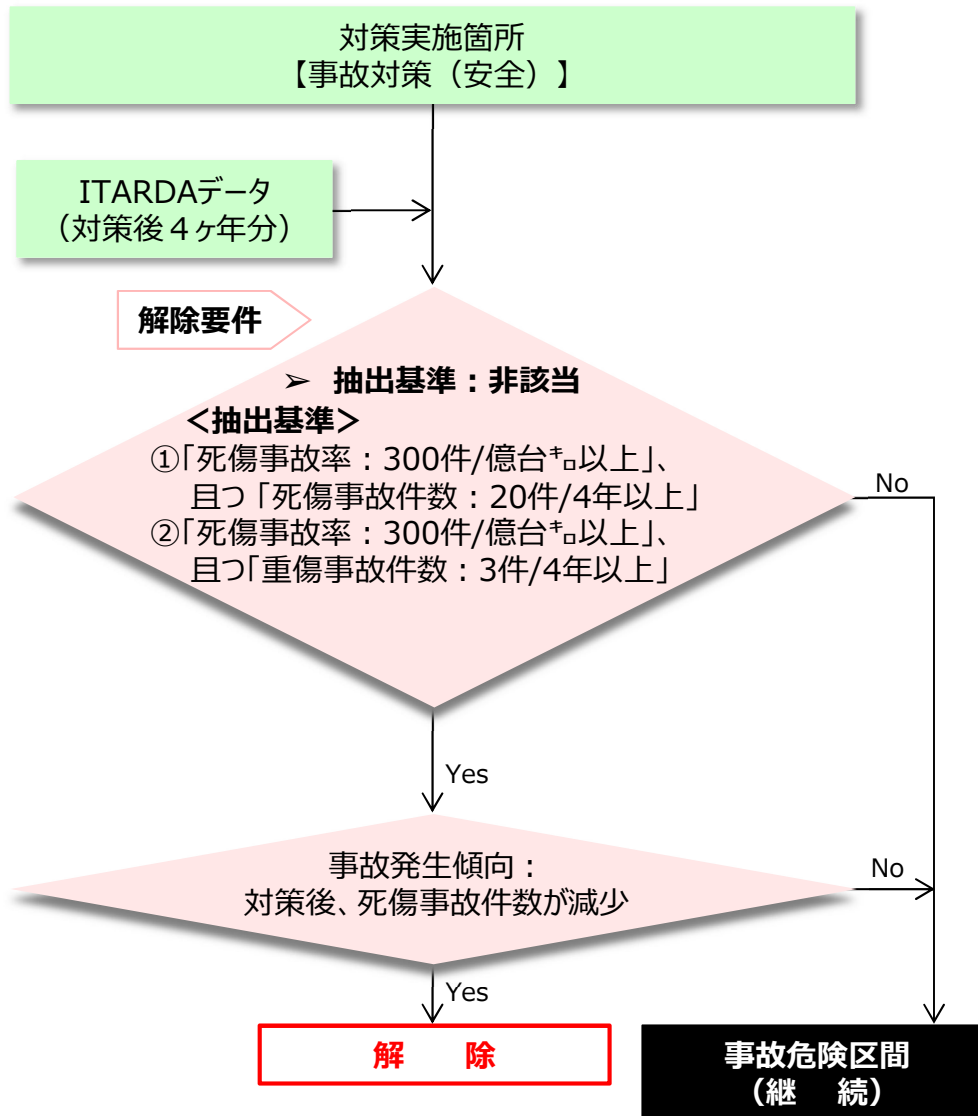 対策実施箇所
【事故対策（安全）】
ITARDAデータ
（対策後４ヶ年分）
解除要件
➢ 抽出基準：非該当
＜抽出基準＞
①「死傷事故率：300件/億台㌔以上」、
且つ「死傷事故件数：20件/4年以上」
②「死傷事故率：300件/億台㌔以上」、
且つ「重傷事故件数：3件/4年以上」
No
Yes
事故発生傾向：
対策後、死傷事故件数が減少
No
Yes
解　除
事故危険区間
（継　続）